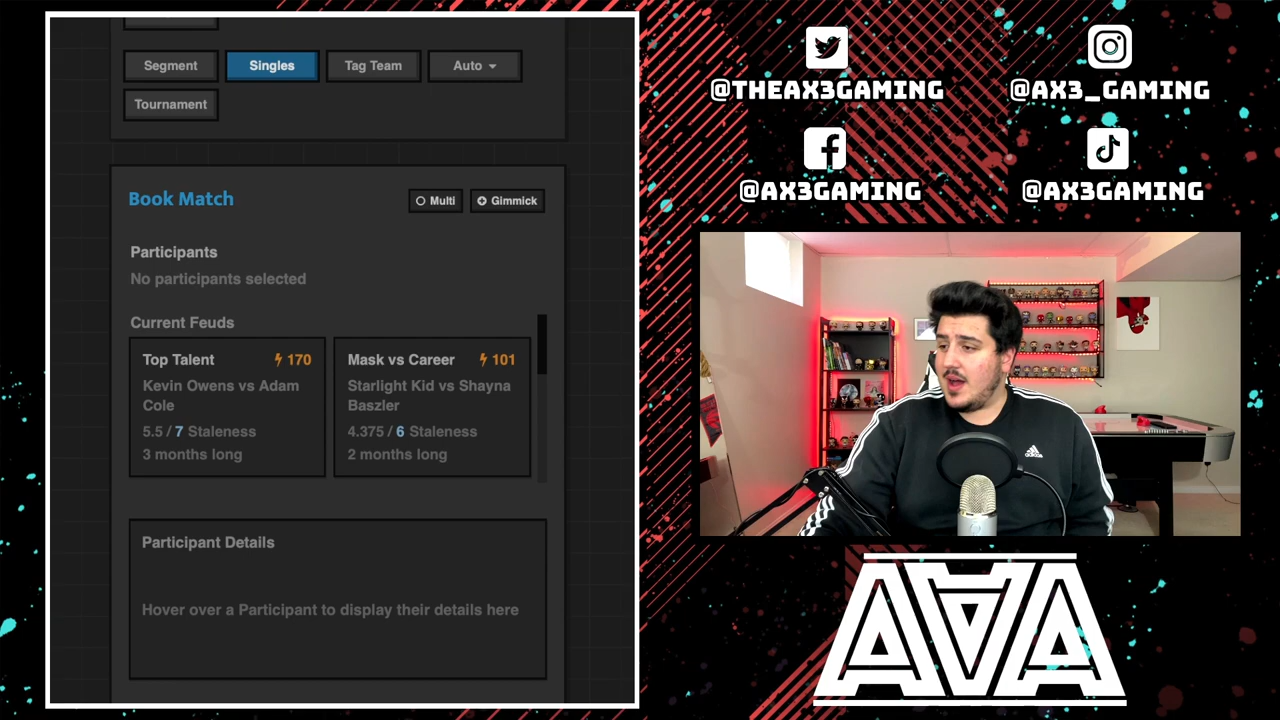 Segment
Singles
Tag Team
Auto
Tournament
Book Match
Multi
Gimmick
Participants
No participants selected
Current Feuds
Top Talent
170
Kevin Owens vs Adam
Cole
5.5 / 7 Staleness
3 months long
Mask vs Career
101
Starlight Kid vs Shayna
Baszler
4.375 / 6 Staleness
2 months long
Participant Details
Hover over a Participant to display their details here
@THEAX3GAMING
@AX3_GAMING
@AX3GAMING
@AX3GAMING
adidas